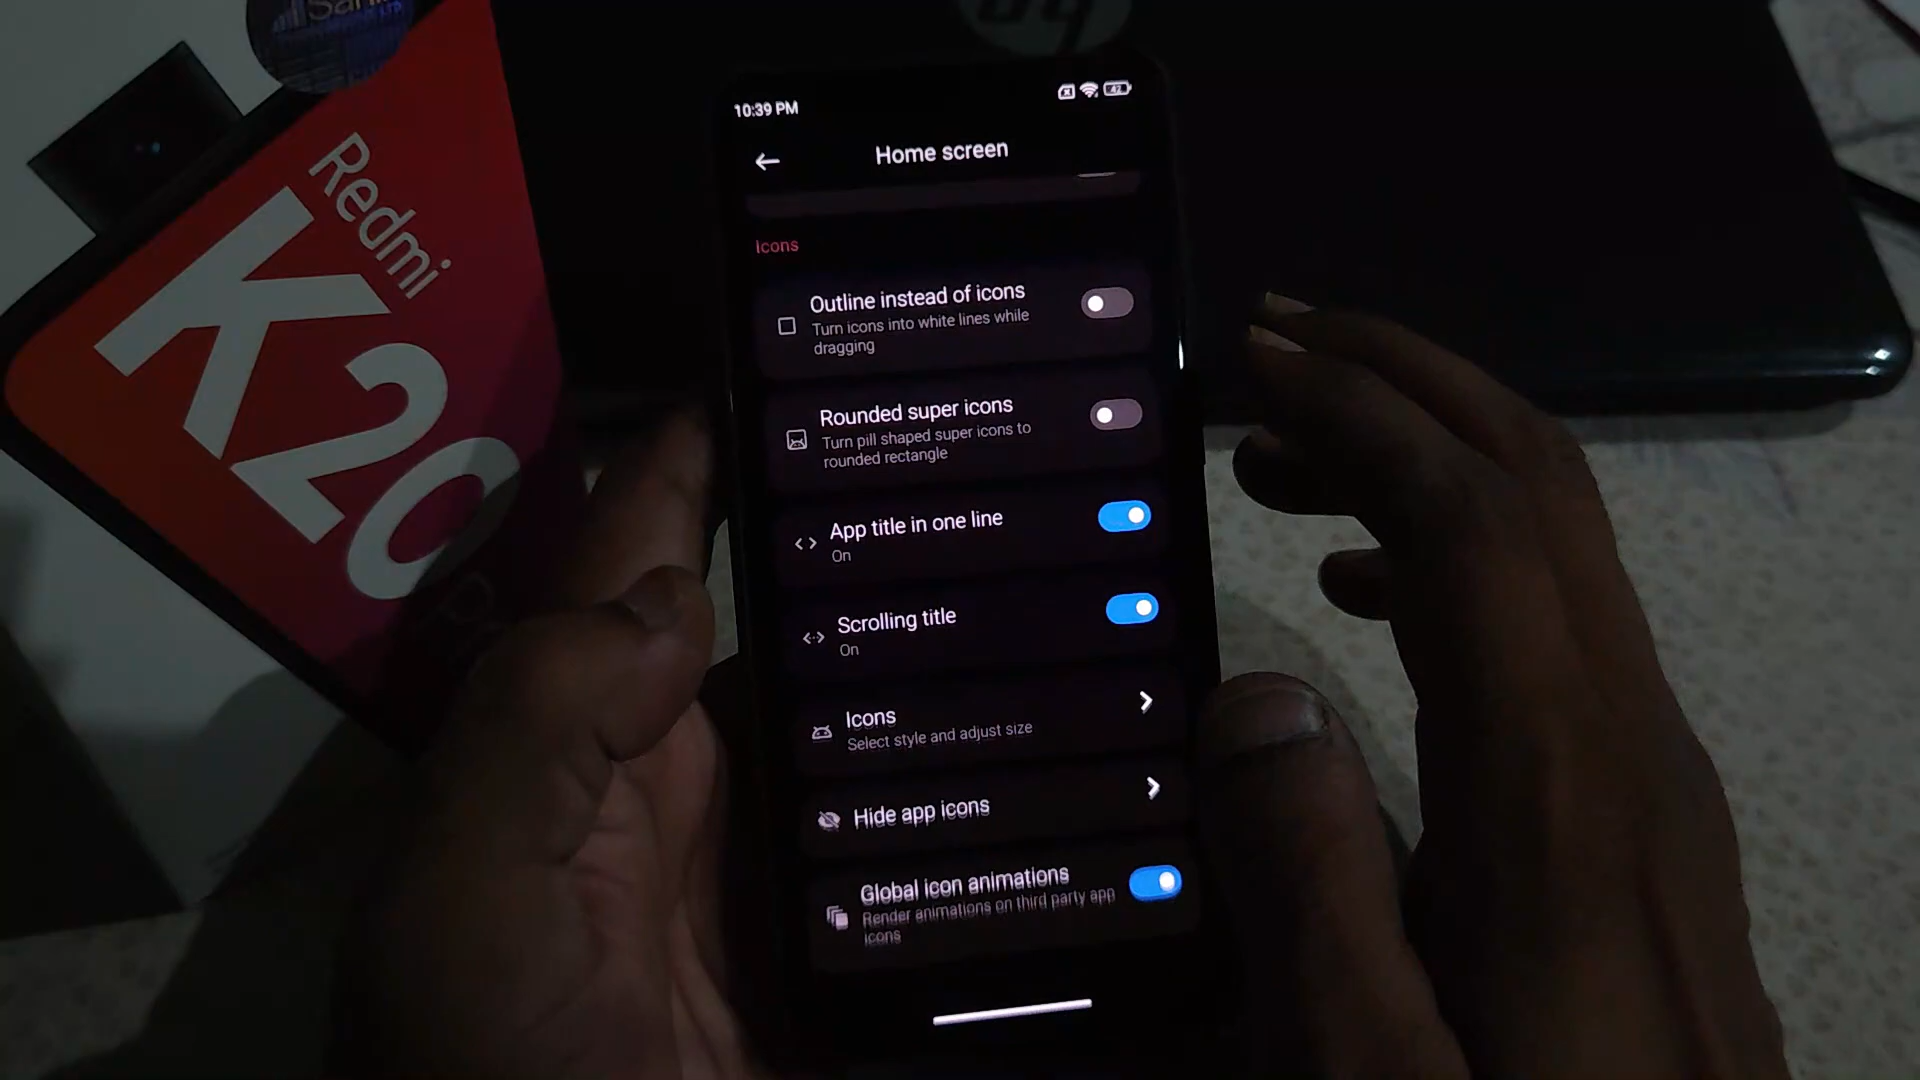 10:39 PM
42
Home screen
Icons
Outline instead of icons
Turn icons into white lines while
dragging
Rounded super icons
Turn pill shaped super icons to
rounded rectangle
App title in one line
On
Scrolling title
On
Icons
Select style and adjust size
Hide app icons
Global icon animations
Render animations on third party app
icons
Redmi
K20
hp